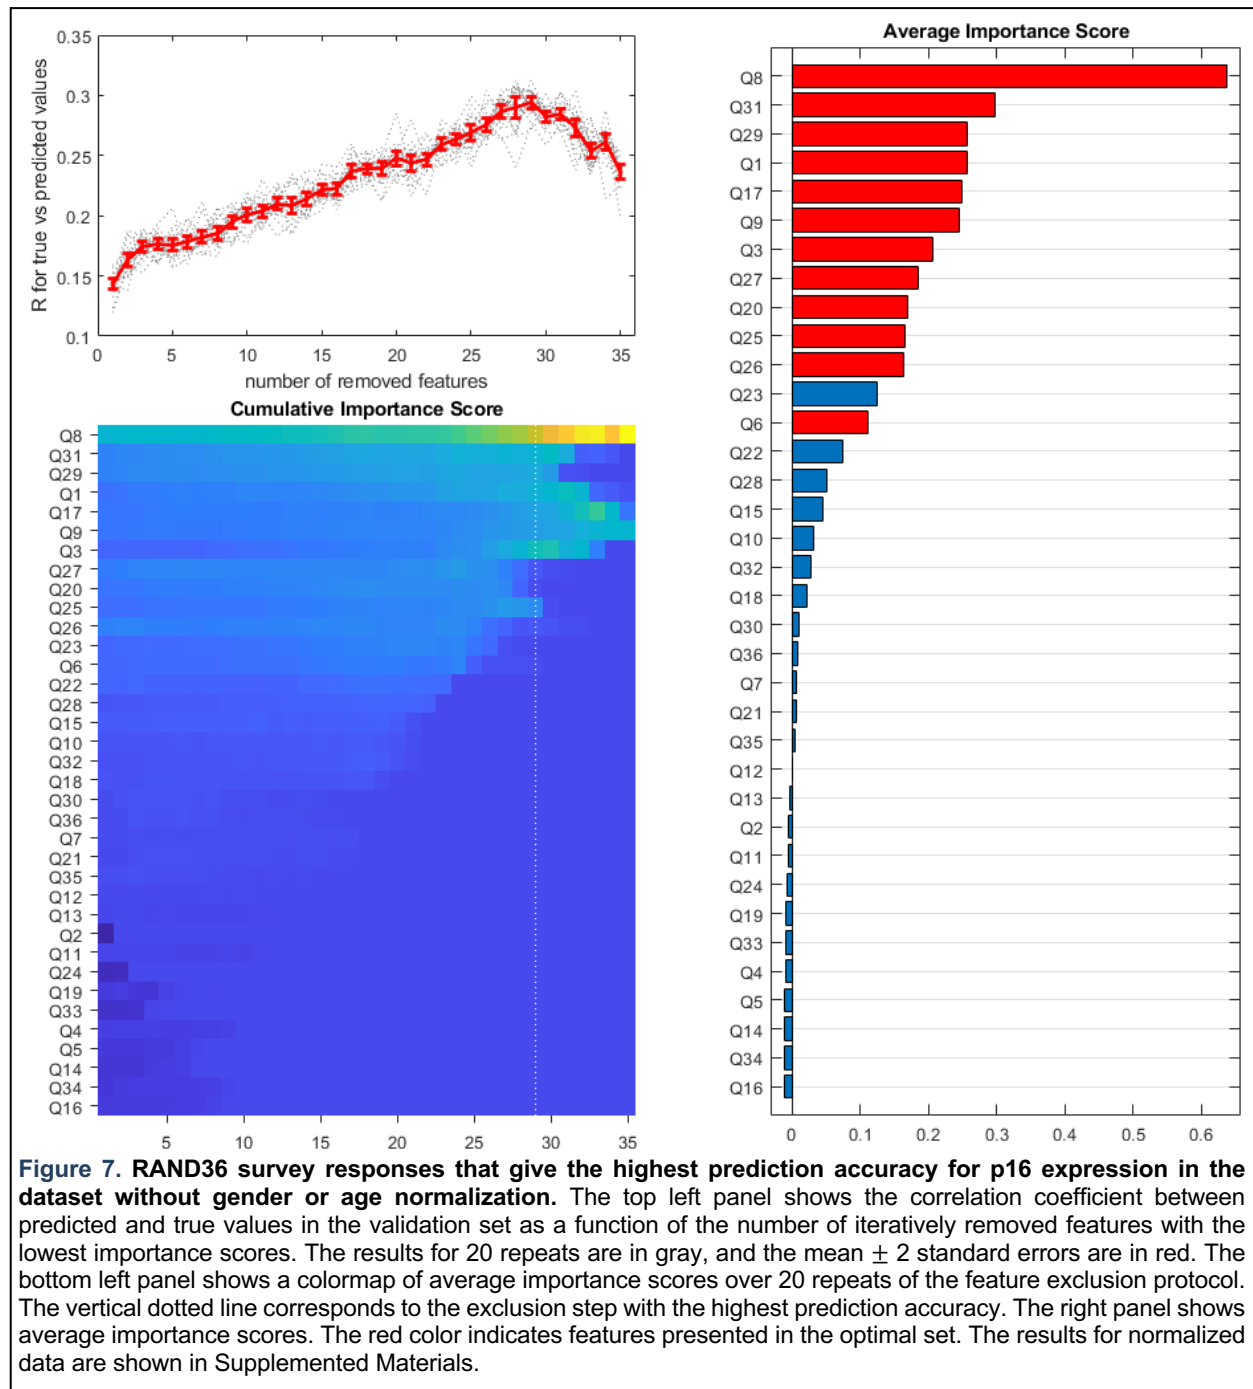 0.35
0.3
0.25
0.2
0.15
0.1
R for true vs predicted values
0 5 10 15 20 25 30 35
number of removed features
Cumulative Importance Score
Q8
Q31
Q29
Q1
Q17
Q9
Q3
Q27
Q20
Q25
Q26
Q23
Q6
Q22
Q28
Q15
Q10
Q32
Q18
Q30
Q36
Q7
Q21
Q35
Q12
Q13
Q2
Q11
Q24
Q19
Q33
Q4
Q5
Q14
Q34
Q16
5 10 15 20 25 30 35
Average Importance Score
Q8
Q31
Q29
Q1
Q17
Q9
Q3
Q27
Q20
Q25
Q26
Q23
Q6
Q22
Q28
Q15
Q10
Q32
Q18
Q30
Q36
Q7
Q21
Q35
Q12
Q13
Q2
Q11
Q24
Q19
Q33
Q4
Q5
Q14
Q34
Q16
0 0.1 0.2 0.3 0.4 0.5 0.6
Figure 7. RAND36 survey responses that give the highest prediction accuracy for p16 expression in the
dataset without gender or age normalization. The top left panel shows the correlation coefficient between
predicted and true values in the validation set as a function of the number of iteratively removed features with the
lowest importance scores. The results for 20 repeats are in gray, and the mean ± 2 standard errors are in red. The
bottom left panel shows a colormap of average importance scores over 20 repeats of the feature exclusion protocol.
The vertical dotted line corresponds to the exclusion step with the highest prediction accuracy. The right panel shows
average importance scores. The red color indicates features presented in the optimal set. The results for normalized
data are shown in Supplemented Materials.